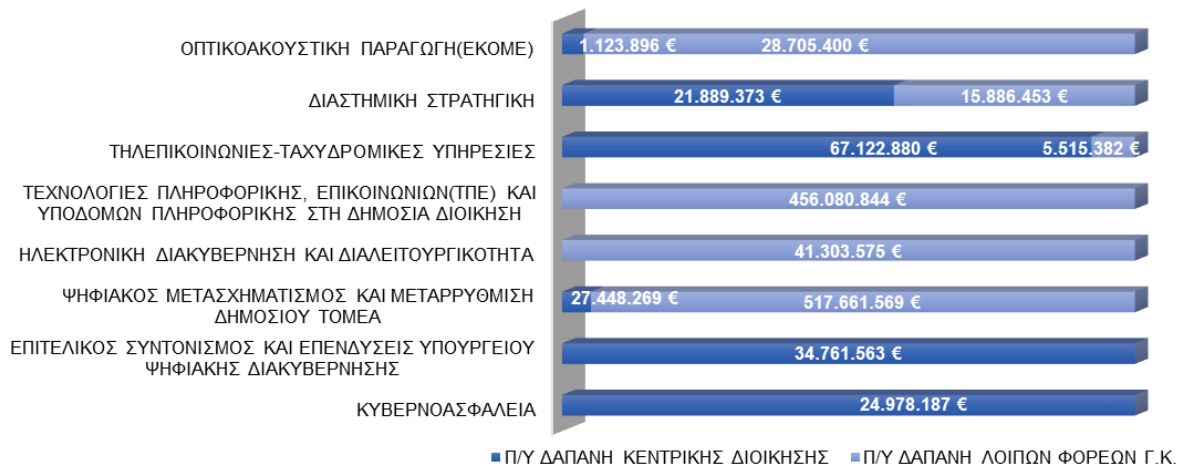 ΟΠΤΙΚΟΑΚΟΥΣΤΙΚΗ ΠΑΡΑΓΩΓΗ(ΕΚΟΜΕ) 1.123.896 € 28.705.400 €
ΔΙΑΣΤΗΜΙΚΗ ΣΤΡΑΤΗΓΙΚΗ 21.889.373 € 15.886.453 €
ΤΗΛΕΠΙΚΟΙΝΩΝΙΕΣ-ΤΑΧΥΔΡΟΜΙΚΕΣ ΥΠΗΡΕΣΙΕΣ 67.122.880 € 5.515.382 €
ΤΕΧΝΟΛΟΓΙΕΣ ΠΛΗΡΟΦΟΡΙΚΗΣ, ΕΠΙΚΟΙΝΩΝΙΩΝ(ΤΠΕ) ΚΑΙ
ΥΠΟΔΟΜΩΝ ΠΛΗΡΟΦΟΡΙΚΗΣ ΣΤΗ ΔΗΜΟΣΙΑ ΔΙΟΙΚΗΣΗ 456.080.844 €
ΗΛΕΚΤΡΟΝΙΚΗ ΔΙΑΚΥΒΕΡΝΗΣΗ ΚΑΙ ΔΙΑΛΕΙΤΟΥΡΓΙΚΟΤΗΤΑ 41.303.575 €
ΨΗΦΙΑΚΟΣ ΜΕΤΑΣΧΗΜΑΤΙΣΜΟΣ ΚΑΙ ΜΕΤΑΡΡΥΘΜΙΣΗ
ΔΗΜΟΣΙΟΥ ΤΟΜΕΑ 27.448.269 € 517.661.569 €
ΕΠΙΤΕΛΙΚΟΣ ΣΥΝΤΟΝΙΣΜΟΣ ΚΑΙ ΕΠΕΝΔΥΣΕΙΣ ΥΠΟΥΡΓΕΙΟΥ
ΨΗΦΙΑΚΗΣ ΔΙΑΚΥΒΕΡΝΗΣΗΣ 34.761.563 €
ΚΥΒΕΡΝΟΑΣΦΑΛΕΙΑ 24.978.187 €
Π/Υ ΔΑΠΑΝΗ ΚΕΝΤΡΙΚΗΣ ΔΙΟΙΚΗΣΗΣ Π/Υ ΔΑΠΑΝΗ ΛΟΙΠΩΝ ΦΟΡΕΩΝ Γ.Κ.